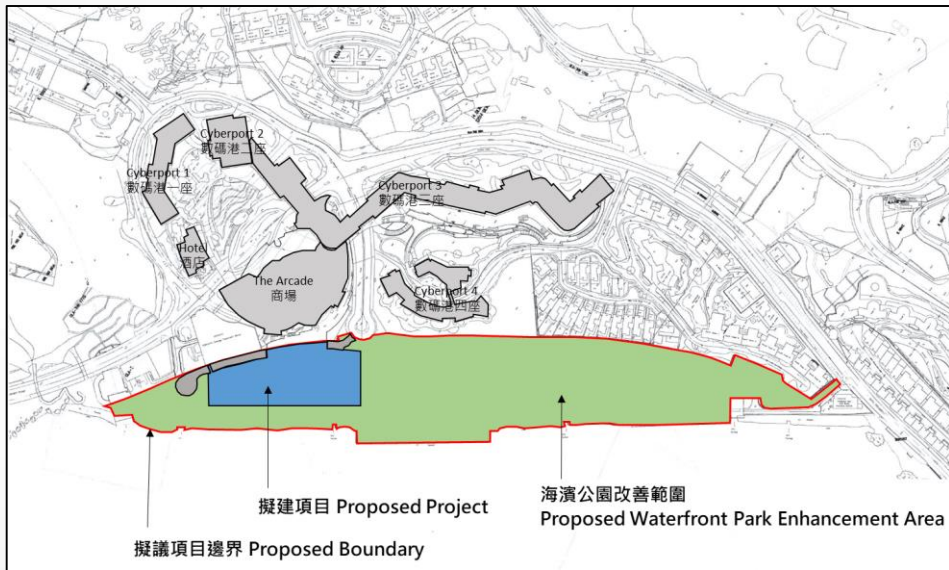 Cyberport 2
數碼港二座
Cyberport 1
數碼港一座
Cyberport 3
數碼港三座
Hotel
酒店
The Arcade
商場
Cyberport 4
數碼港四座
擬建項目 Proposed Project
海濱公園改善範圍
Proposed Waterfront Park Enhancement Area
擬議項目邊界 Proposed Boundary